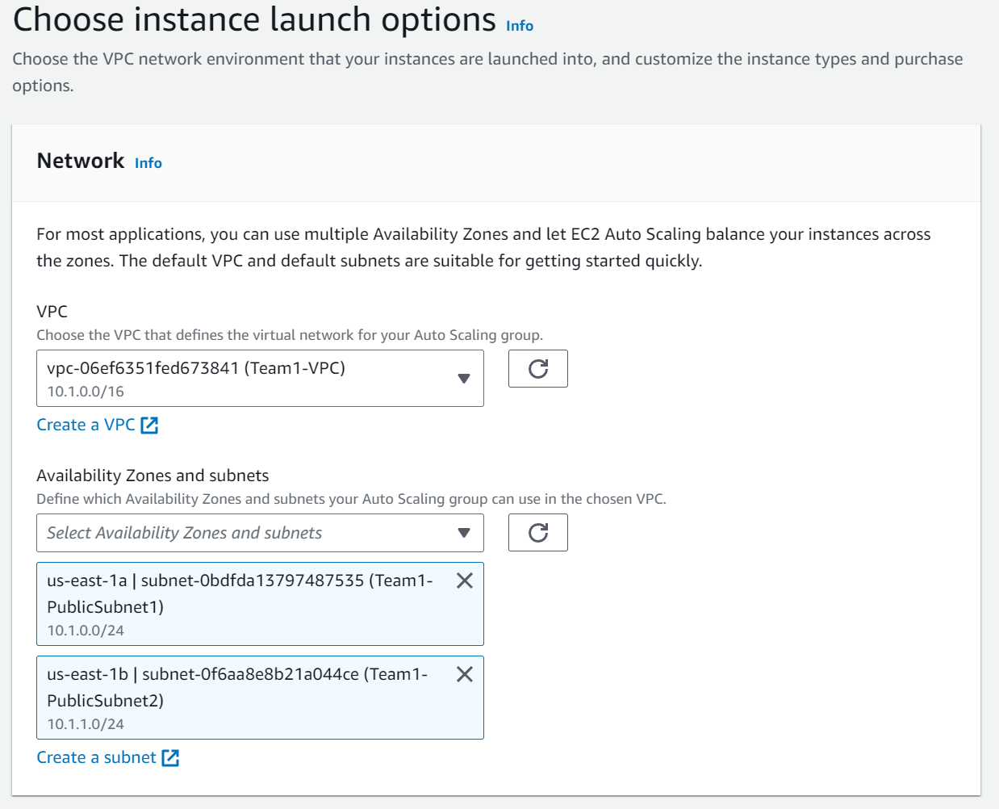 Choose instance launch options Info
Choose the VPC network environment that your instances are launched into, and customize the instance types and purchase
options.
Network Info
For most applications, you can use multiple Availability Zones and let EC2 Auto Scaling balance your instances across
the zones. The default VPC and default subnets are suitable for getting started quickly.
VPC
Choose the VPC that defines the virtual network for your Auto Scaling group.
vpc-06ef6351fed673841 (Team1-VPC)
10.1.0.0/16
Create a VPC
Availability Zones and subnets
Define which Availability Zones and subnets your Auto Scaling group can use in the chosen VPC.
Select Availability Zones and subnets
us-east-1a | subnet-0bdfda13797487535 (Team1-
PublicSubnet1)
10.1.0.0/24
us-east-1b | subnet-0f6aa8e8b21a044ce (Team1-
PublicSubnet2)
10.1.1.0/24
Create a subnet